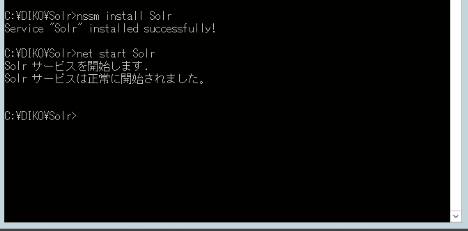 C:¥DIKO¥Solr>nssm install Solr
Service "Solr" installed successfully!
C:¥DIKO¥Solr>net start Solr
Solr サービスを開始します.
Solr サービスは正常に開始されました。
C:¥DIKO¥Solr>